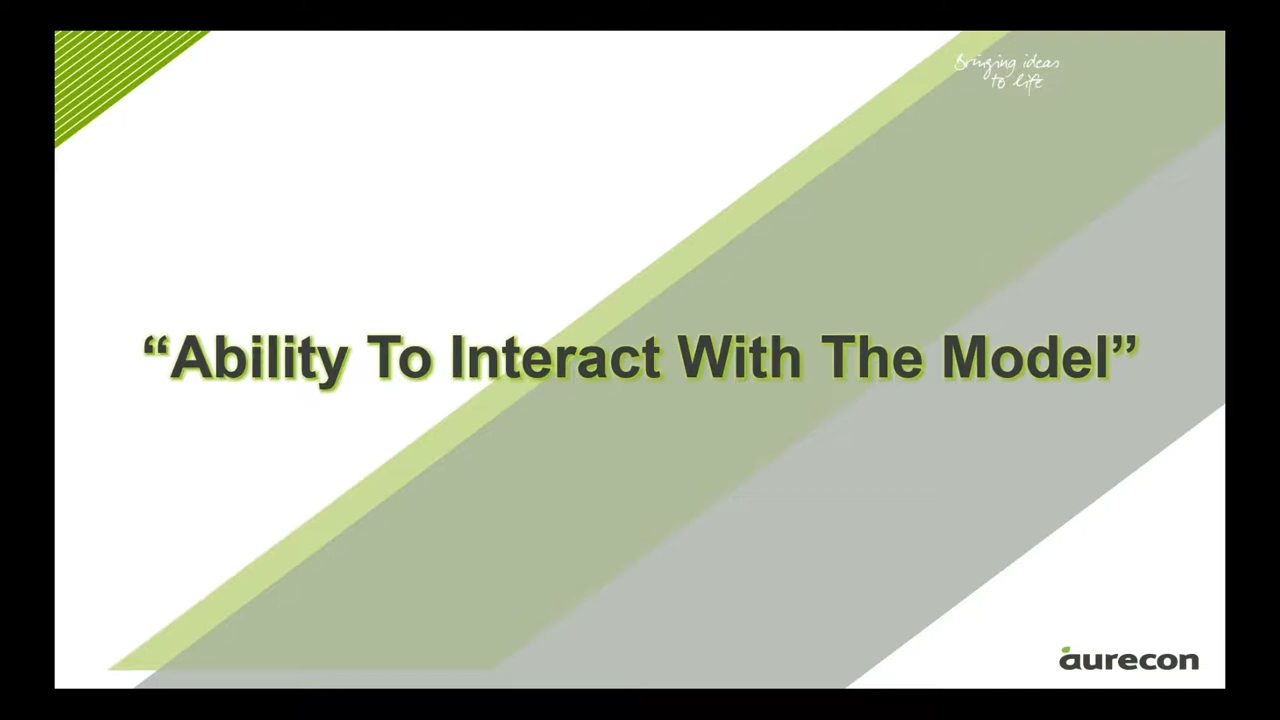 Bringing ideas
to life
“Ability To Interact With The Model”
aurecon